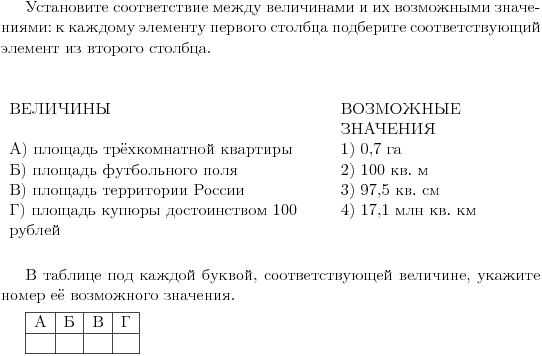 Установите соответствие между величинами и их возможными значе-
ниями: к каждому элементу первого столбца подберите соответствующий
элемент из второго столбца.
ВЕЛИЧИНЫ
А) площадь трёхкомнатной квартиры
Б) площадь футбольного поля
В) площадь территории России
Г) площадь купюры достоинством 100
рублей
ВОЗМОЖНЫЕ
ЗНАЧЕНИЯ
1) 0,7 га
2) 100 кв. м
3) 97,5 кв. см
4) 17,1 млн кв. км
В таблице под каждой буквой, соответствующей величине, укажите
номер её возможного значения.
А Б В Г